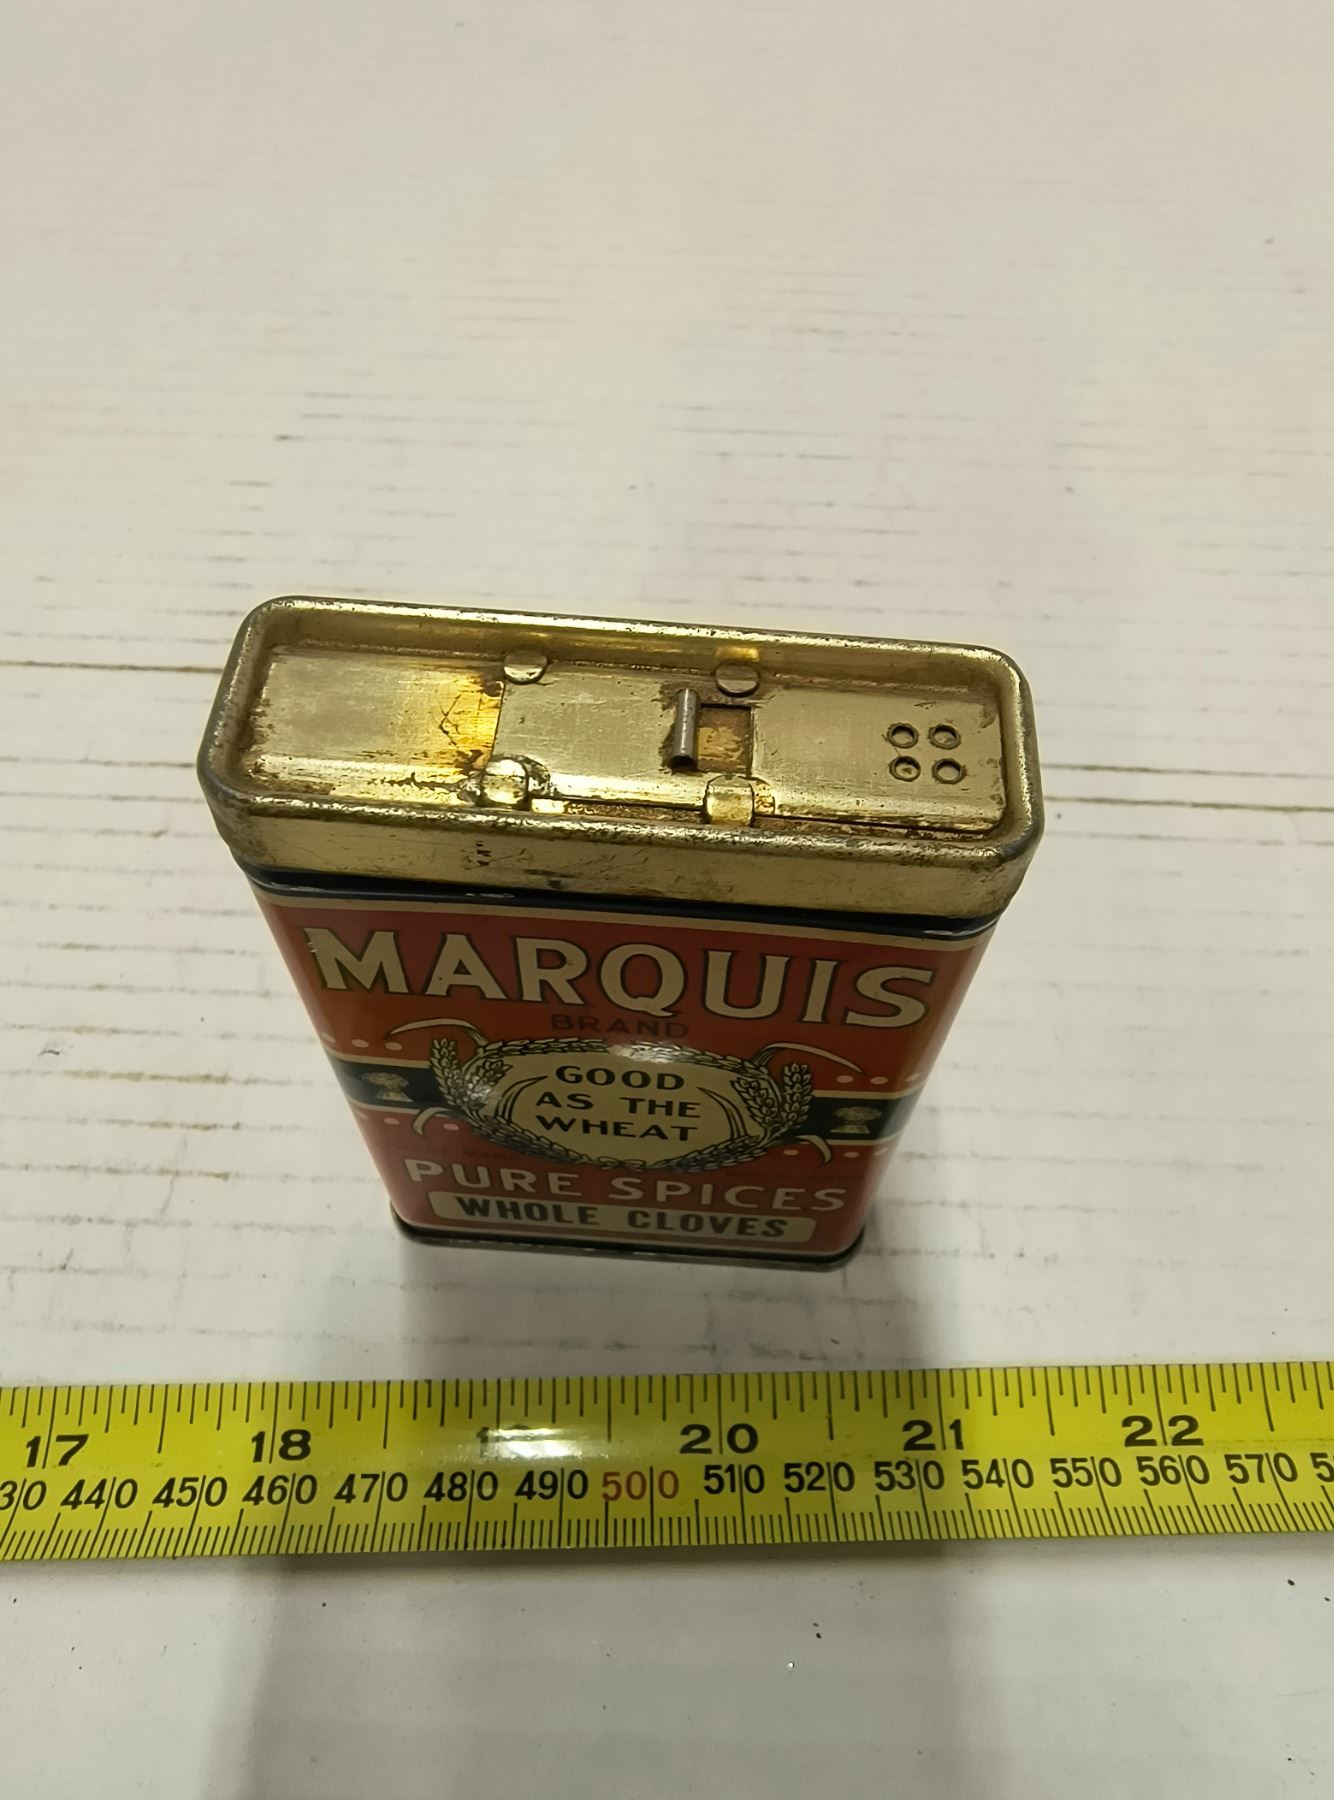 MARQUIS
BRAND
GOOD
AS THE
WHEAT
PURE SPICES
WHOLE CLOVES
17 18 20 21 22
440 450 460 470 480 490 500 510 520 530 540 550 560 570